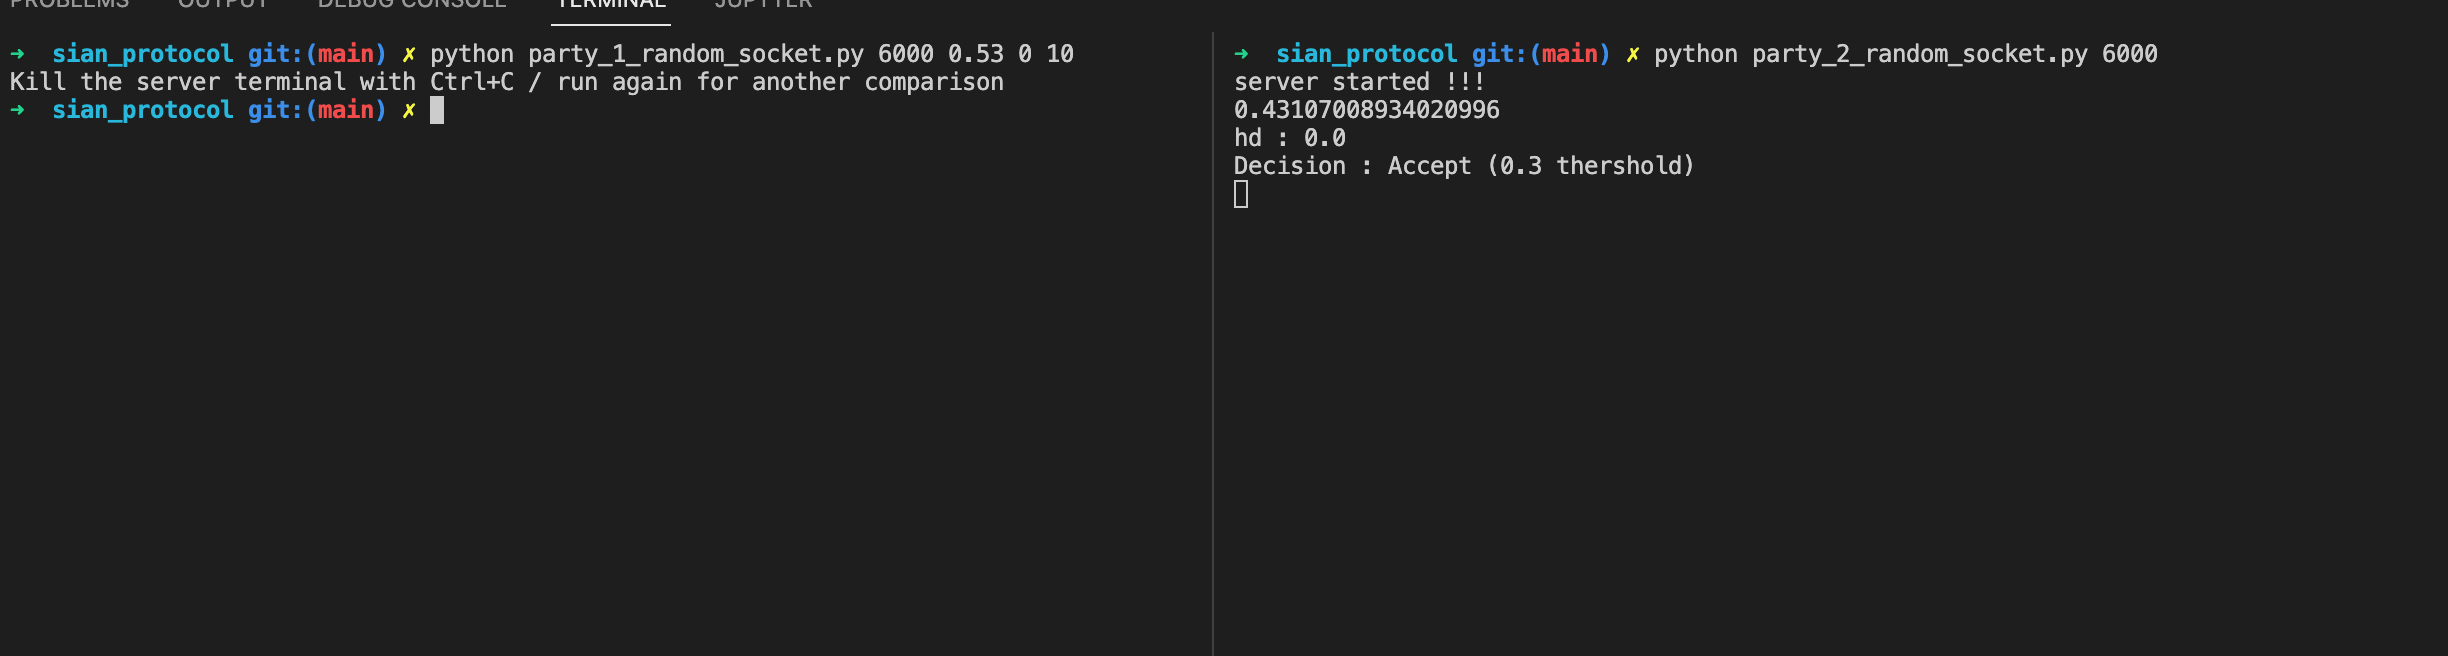 PROBLEMS OUTPUT DEBUG CONSOLE TERMINAL JUPYTER
➜ sian_protocol git:(main) ✗ python party_1_random_socket.py 6000 0.53 0 10
Kill the server terminal with Ctrl+C / run again for another comparison
➜ sian_protocol git:(main) ✗
➜ sian_protocol git:(main) ✗ python party_2_random_socket.py 6000
server started !!!
0.43107008934020996
hd : 0.0
Decision : Accept (0.3 thershold)